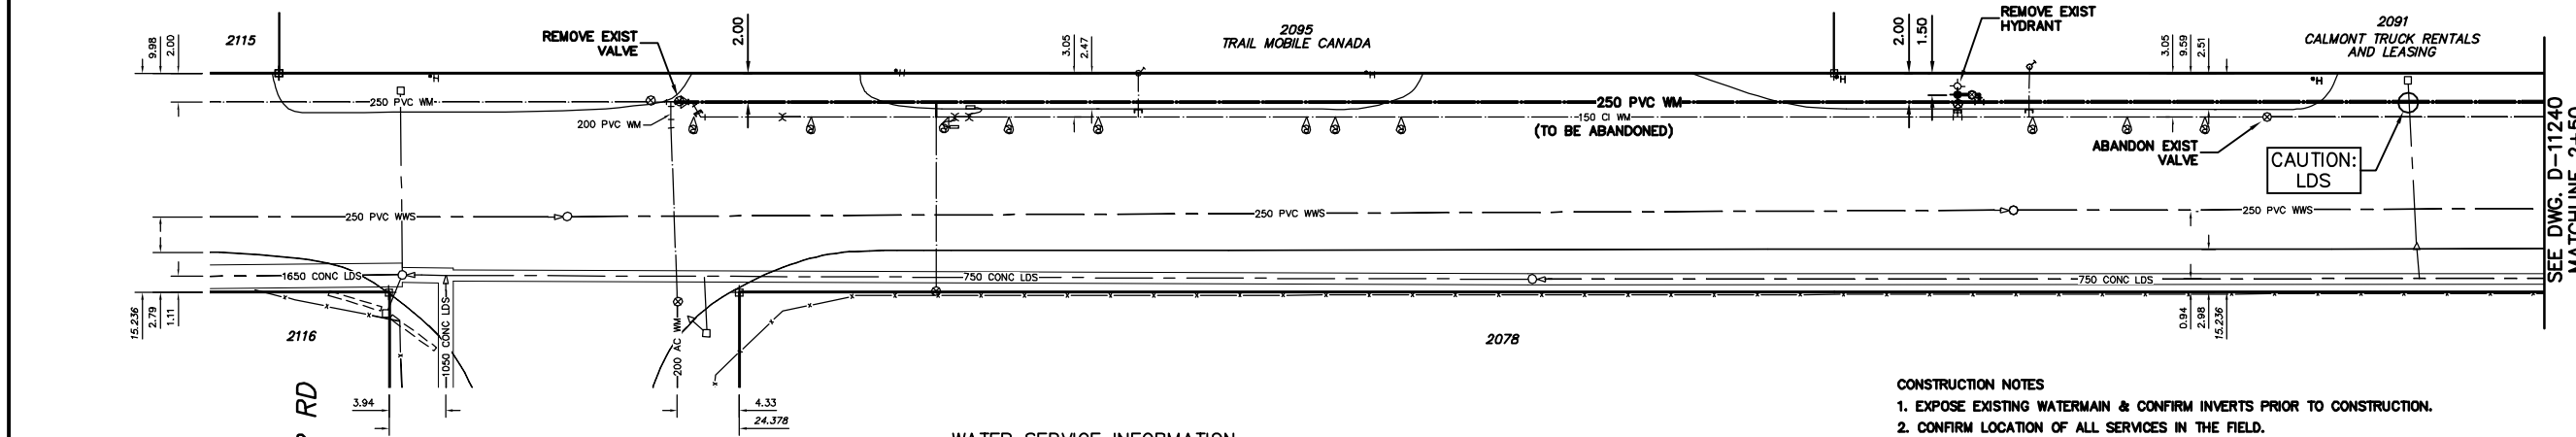 2115
REMOVE EXIST
VALVE
2.00
2095
TRAIL MOBILE CANADA
REMOVE EXIST
HYDRANT
2091
CALMONT TRUCK RENTALS
AND LEASING
9.98
2.00
3.05
2.47
2.00
1.50
3.05
9.59
2.51
H
H
H
H
H
250 PVC WM
250 PVC WM
200 PVC WM
150 CI WM
(TO BE ABANDONED)
ABANDON EXIST
VALVE
CAUTION:
LDS
SEE DWG. D-11240
250 PVC WWS
250 PVC WWS
250 PVC WWS
1650 CONC LDS
750 CONC LDS
750 CONC LDS
15.236
2.79
1.11
1050 CONC LDS
200 AC WM
0.94
2.98
15.236
2116
2078
RD
3.94
4.33
24.378
CONSTRUCTION NOTES
1. EXPOSE EXISTING WATERMAIN & CONFIRM INVERTS PRIOR TO CONSTRUCTION.
2. CONFIRM LOCATION OF ALL SERVICES IN THE FIELD.
WATER SERVICE INFORMATION